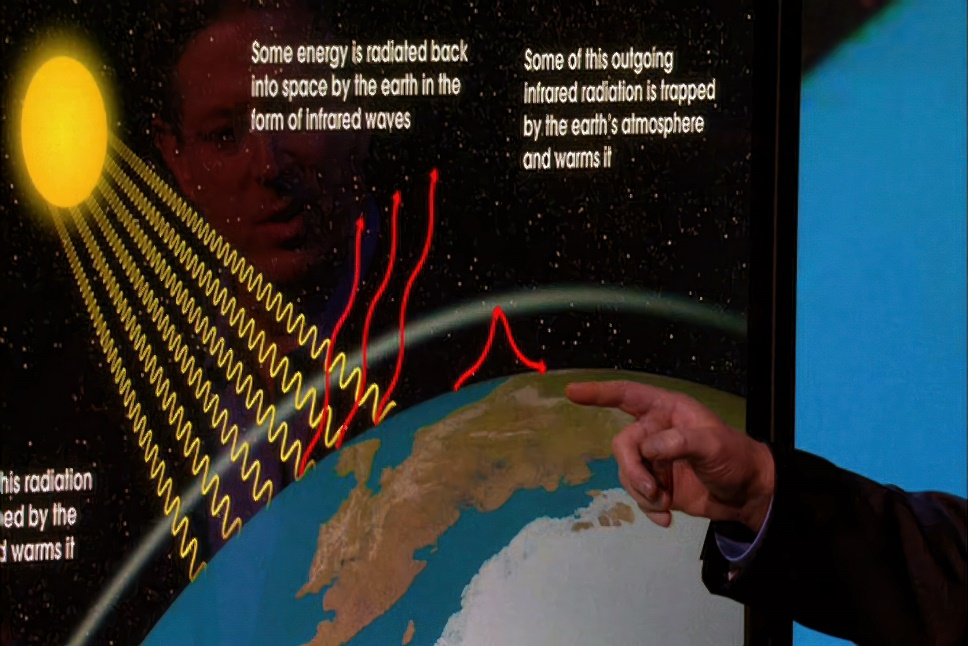 Some energy is radiated back
into space by the earth in the
form of infrared waves
Some of this outgoing
infrared radiation is trapped
by the earth's atmosphere
and warms it
his radiation
ed by the
d warms it